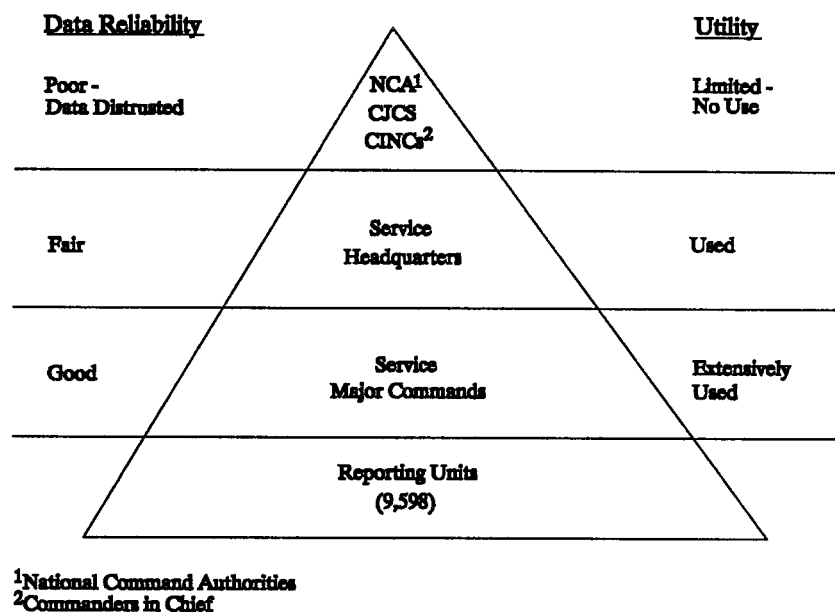 Data Reliability
Utility
Poor -
Data Distrusted
NCA¹
CJCS
CINCs²
Limited -
No Use
Fair
Service
Headquarters
Used
Good
Service
Major Commands
Extensively
Used
Reporting Units
(9,598)
¹National Command Authorities
²Commanders in Chief